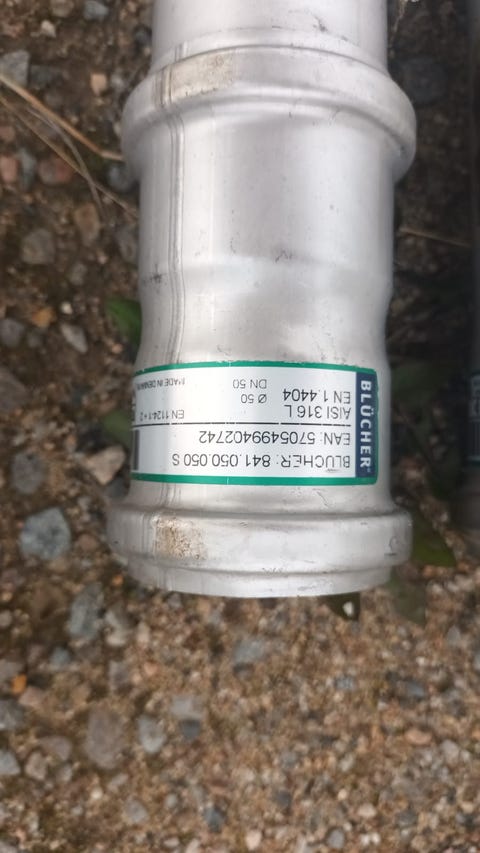 BLÜCHER®
BLÜCHER: 841.050.050 S
EAN: 5705499402742
AISI 316 L
EN 1.4404
Ø 50
DN 50
EN 1124-1 + 2
MADE IN DENMARK